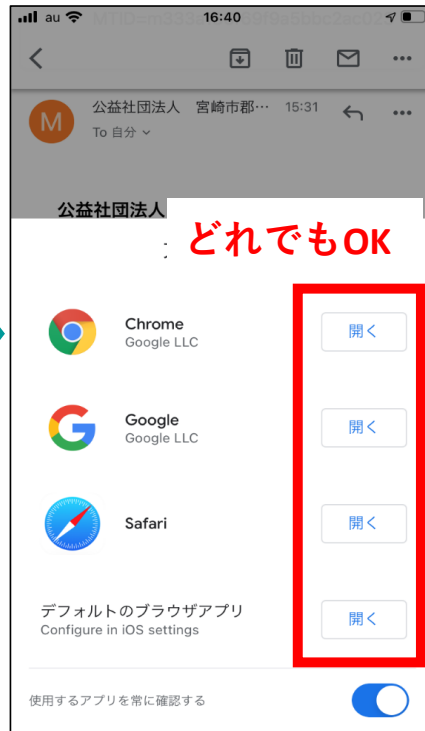 au 16:40
M 公益社団法人 宮崎市郡… 15:31
To 自分
公益社団法人
どれでもOK
Chrome
Google LLC
開く
Google
Google LLC
開く
Safari
開く
デフォルトのブラウザアプリ
Configure in iOS settings
開く
使用するアプリを常に確認する